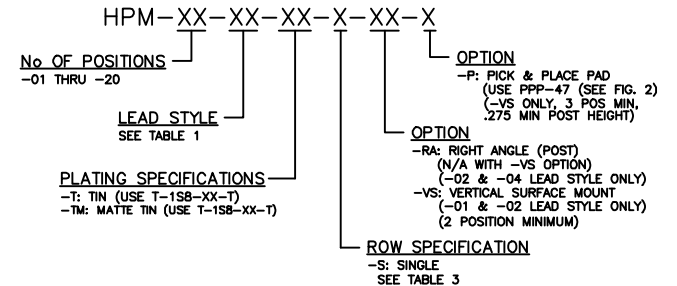 HPM-XX-XX-XX-X-XX-X
No OF POSITIONS
-01 THRU -20
LEAD STYLE
SEE TABLE 1
PLATING SPECIFICATIONS
-T: TIN (USE T-1S8-XX-T)
-TM: MATTE TIN (USE T-1S8-XX-T)
ROW SPECIFICATION
-S: SINGLE
SEE TABLE 3
OPTION
-RA: RIGHT ANGLE (POST)
(N/A WITH -VS OPTION)
(-02 & -04 LEAD STYLE ONLY)
-VS: VERTICAL SURFACE MOUNT
(-01 & -02 LEAD STYLE ONLY)
(2 POSITION MINIMUM)
OPTION
-P: PICK & PLACE PAD
(USE PPP-47 (SEE FIG. 2)
(-VS ONLY, 3 POS MIN,
.275 MIN POST HEIGHT)